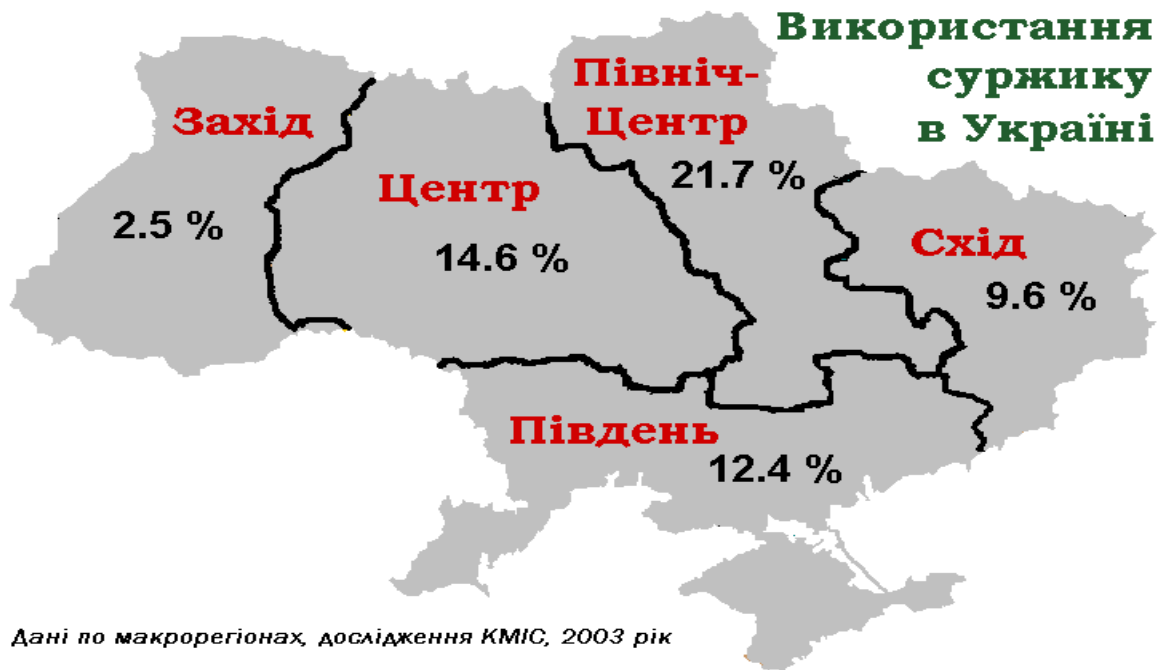 Використання
суржику
в Україні
Північ-
Центр
21.7 %
Захід
2.5 %
Центр
14.6 %
Схід
9.6 %
Південь
12.4 %
Дані по макрорегіонах, дослідження КМІС, 2003 рік